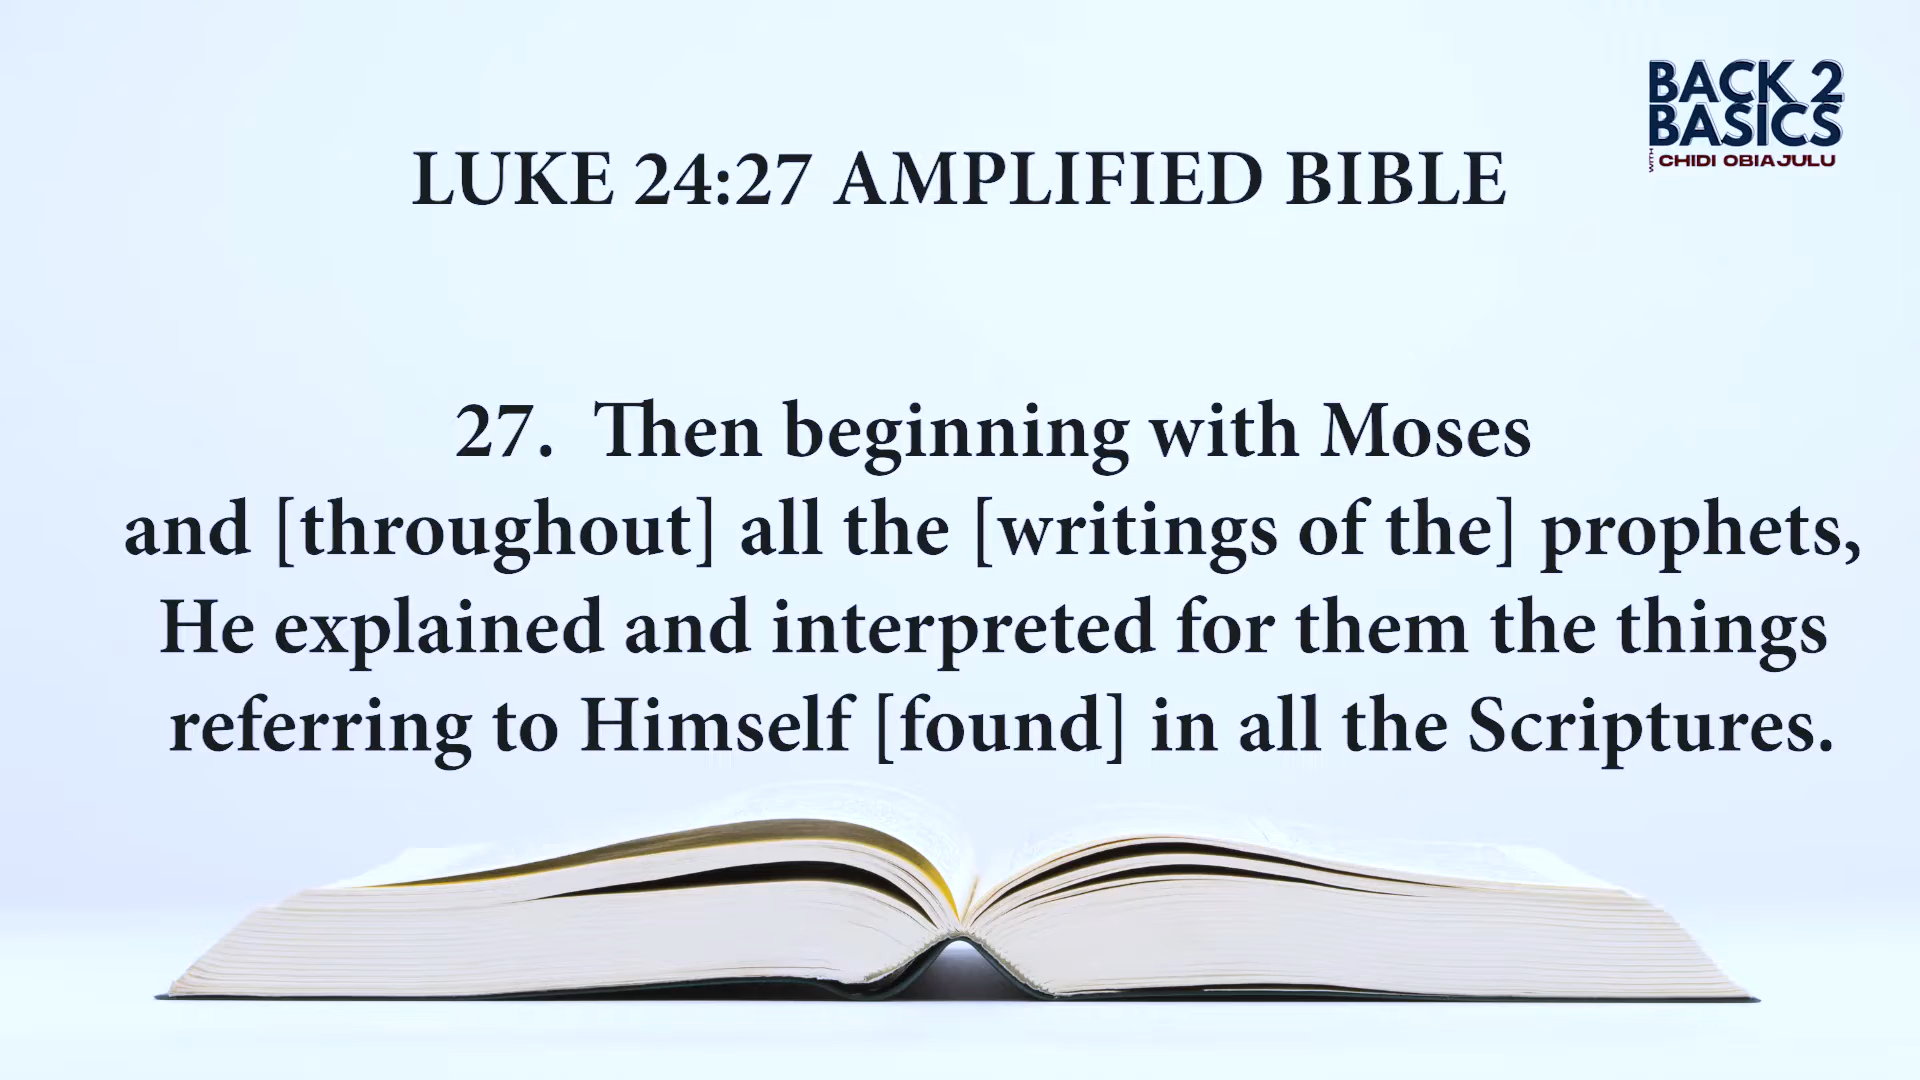 BACK 2
BASICS
WITH CHIDI OBIAJULU
LUKE 24:27 AMPLIFIED BIBLE
27. Then beginning with Moses
and [throughout] all the [writings of the] prophets,
He explained and interpreted for them the things
referring to Himself [found] in all the Scriptures.